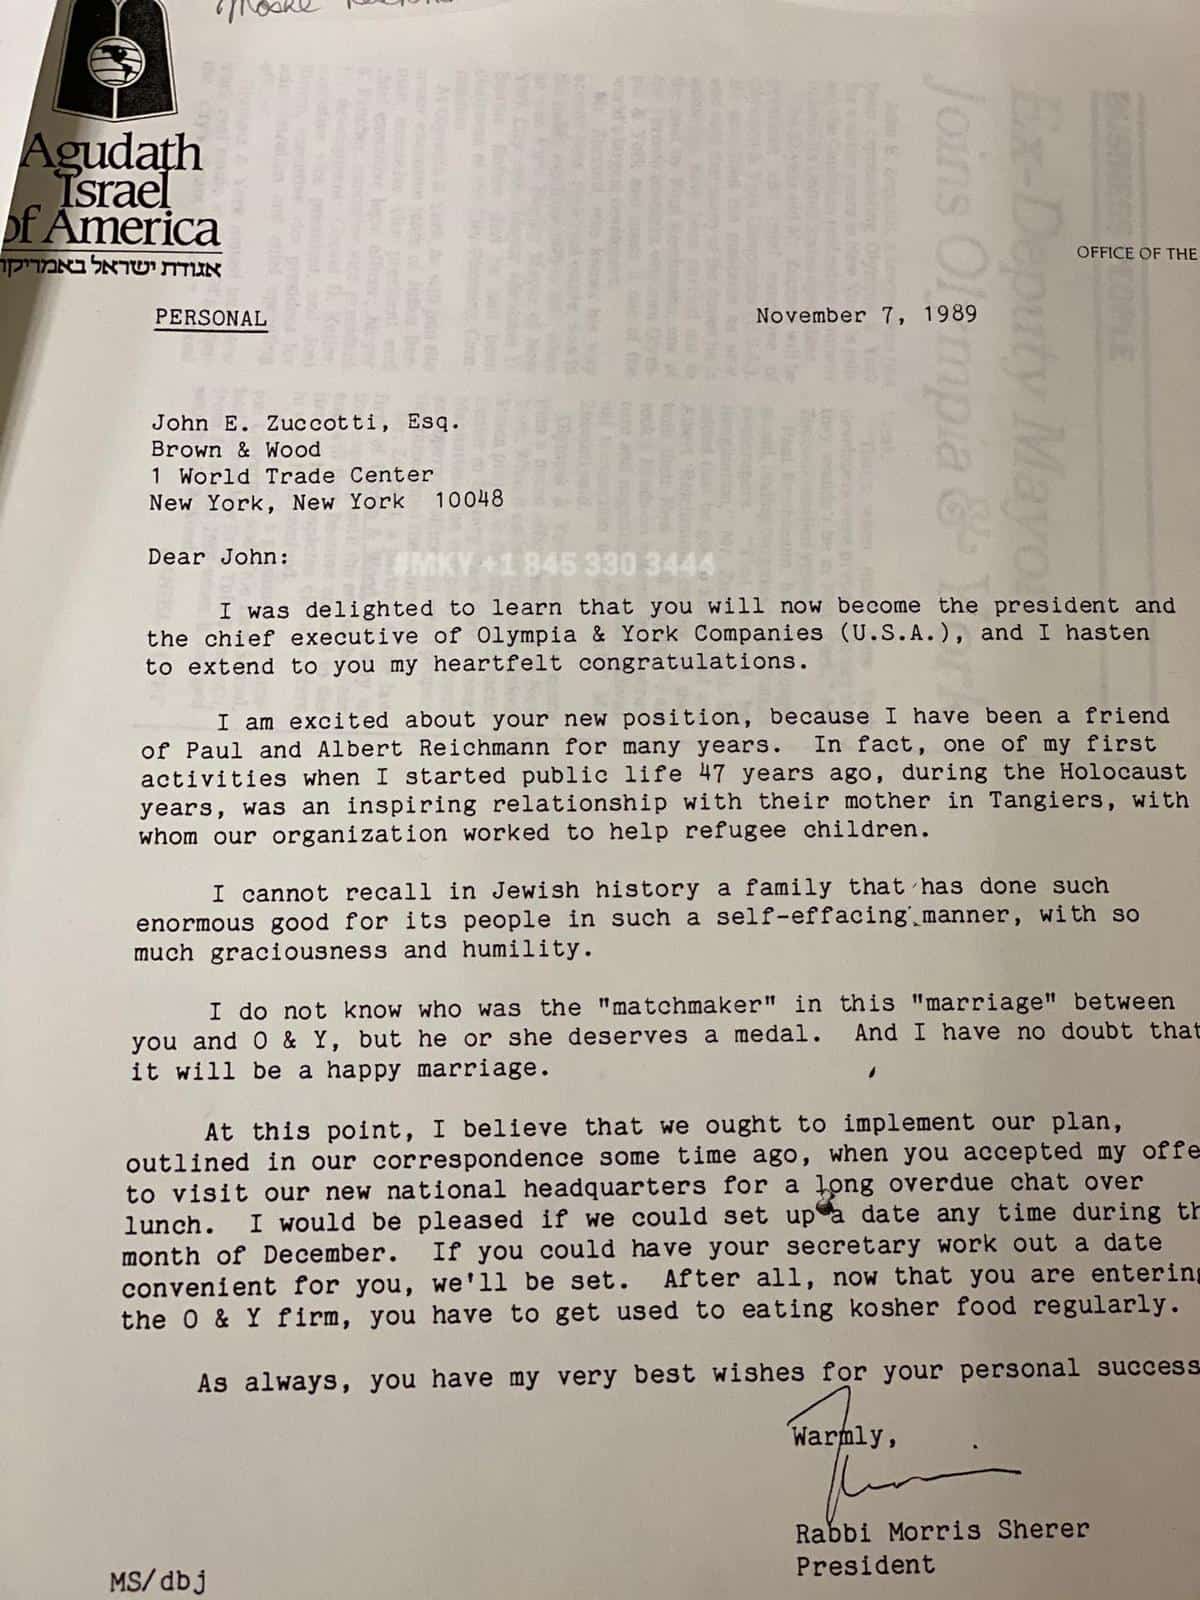 Agudath
Israel
of America
אגודת ישראל באמריקה
OFFICE OF THE
PERSONAL
November 7, 1989
John E. Zuccotti, Esq.
Brown & Wood
1 World Trade Center
New York, New York 10048
Dear John:
#MKY +1 845 330 3444
I was delighted to learn that you will now become the president and
the chief executive of Olympia & York Companies (U.S.A.), and I hasten
to extend to you my heartfelt congratulations.
I am excited about your new position, because I have been a friend
of Paul and Albert Reichmann for many years. In fact, one of my first
activities when I started public life 47 years ago, during the Holocaust
years, was an inspiring relationship with their mother in Tangiers, with
whom our organization worked to help refugee children.
I cannot recall in Jewish history a family that has done such
enormous good for its people in such a self-effacing manner, with so
much graciousness and humility.
I do not know who was the "matchmaker" in this "marriage" between
you and O & Y, but he or she deserves a medal. And I have no doubt that
it will be a happy marriage.
At this point, I believe that we ought to implement our plan,
outlined in our correspondence some time ago, when you accepted my offe
to visit our new national headquarters for a long overdue chat over
lunch. I would be pleased if we could set up a date any time during th
month of December. If you could have your secretary work out a date
convenient for you, we'll be set. After all, now that you are entering
the O & Y firm, you have to get used to eating kosher food regularly.
As always, you have my very best wishes for your personal success
Warmly,
Rabbi Morris Sherer
President
MS/dbj
Ex-Deputy Mayor
Joins Olympia & York